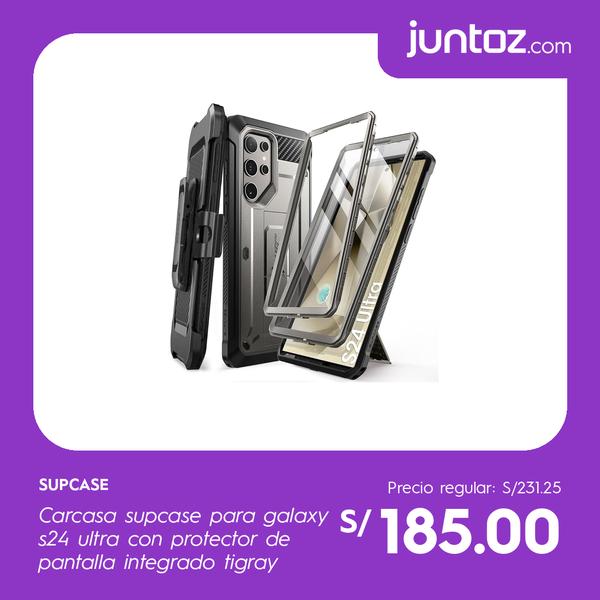 juntoz.com
S24 Ultra
SUPCASE
Carcasa supcase para galaxy
s24 ultra con protector de
pantalla integrado tigray
Precio regular: S/231.25
S/185.00